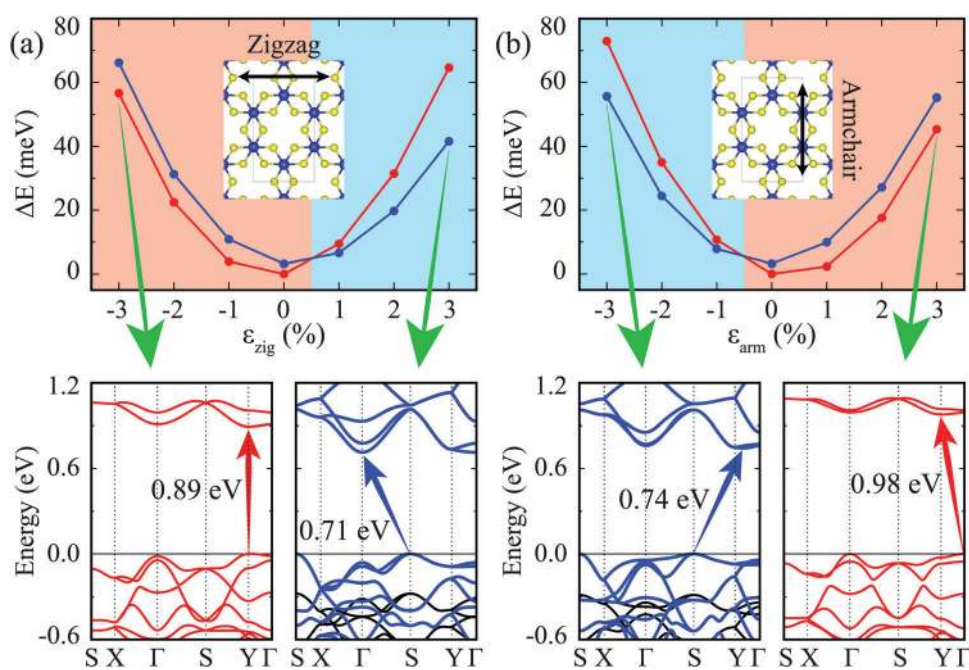 (a)
80
60
40
20
0
ΔE (meV)
Zigzag
-3 -2 -1 0 1 2 3
ε_zig (%)
(b)
80
60
40
20
0
ΔE (meV)
Armchair
-3 -2 -1 0 1 2 3
ε_arm (%)
1.2
0.6
0.0
-0.6
Energy (eV)
0.89 eV
S X Γ S Y Γ
0.71 eV
S X Γ S Y Γ
1.2
0.6
0.0
-0.6
Energy (eV)
0.74 eV
S X Γ S Y Γ
0.98 eV
S X Γ S Y Γ